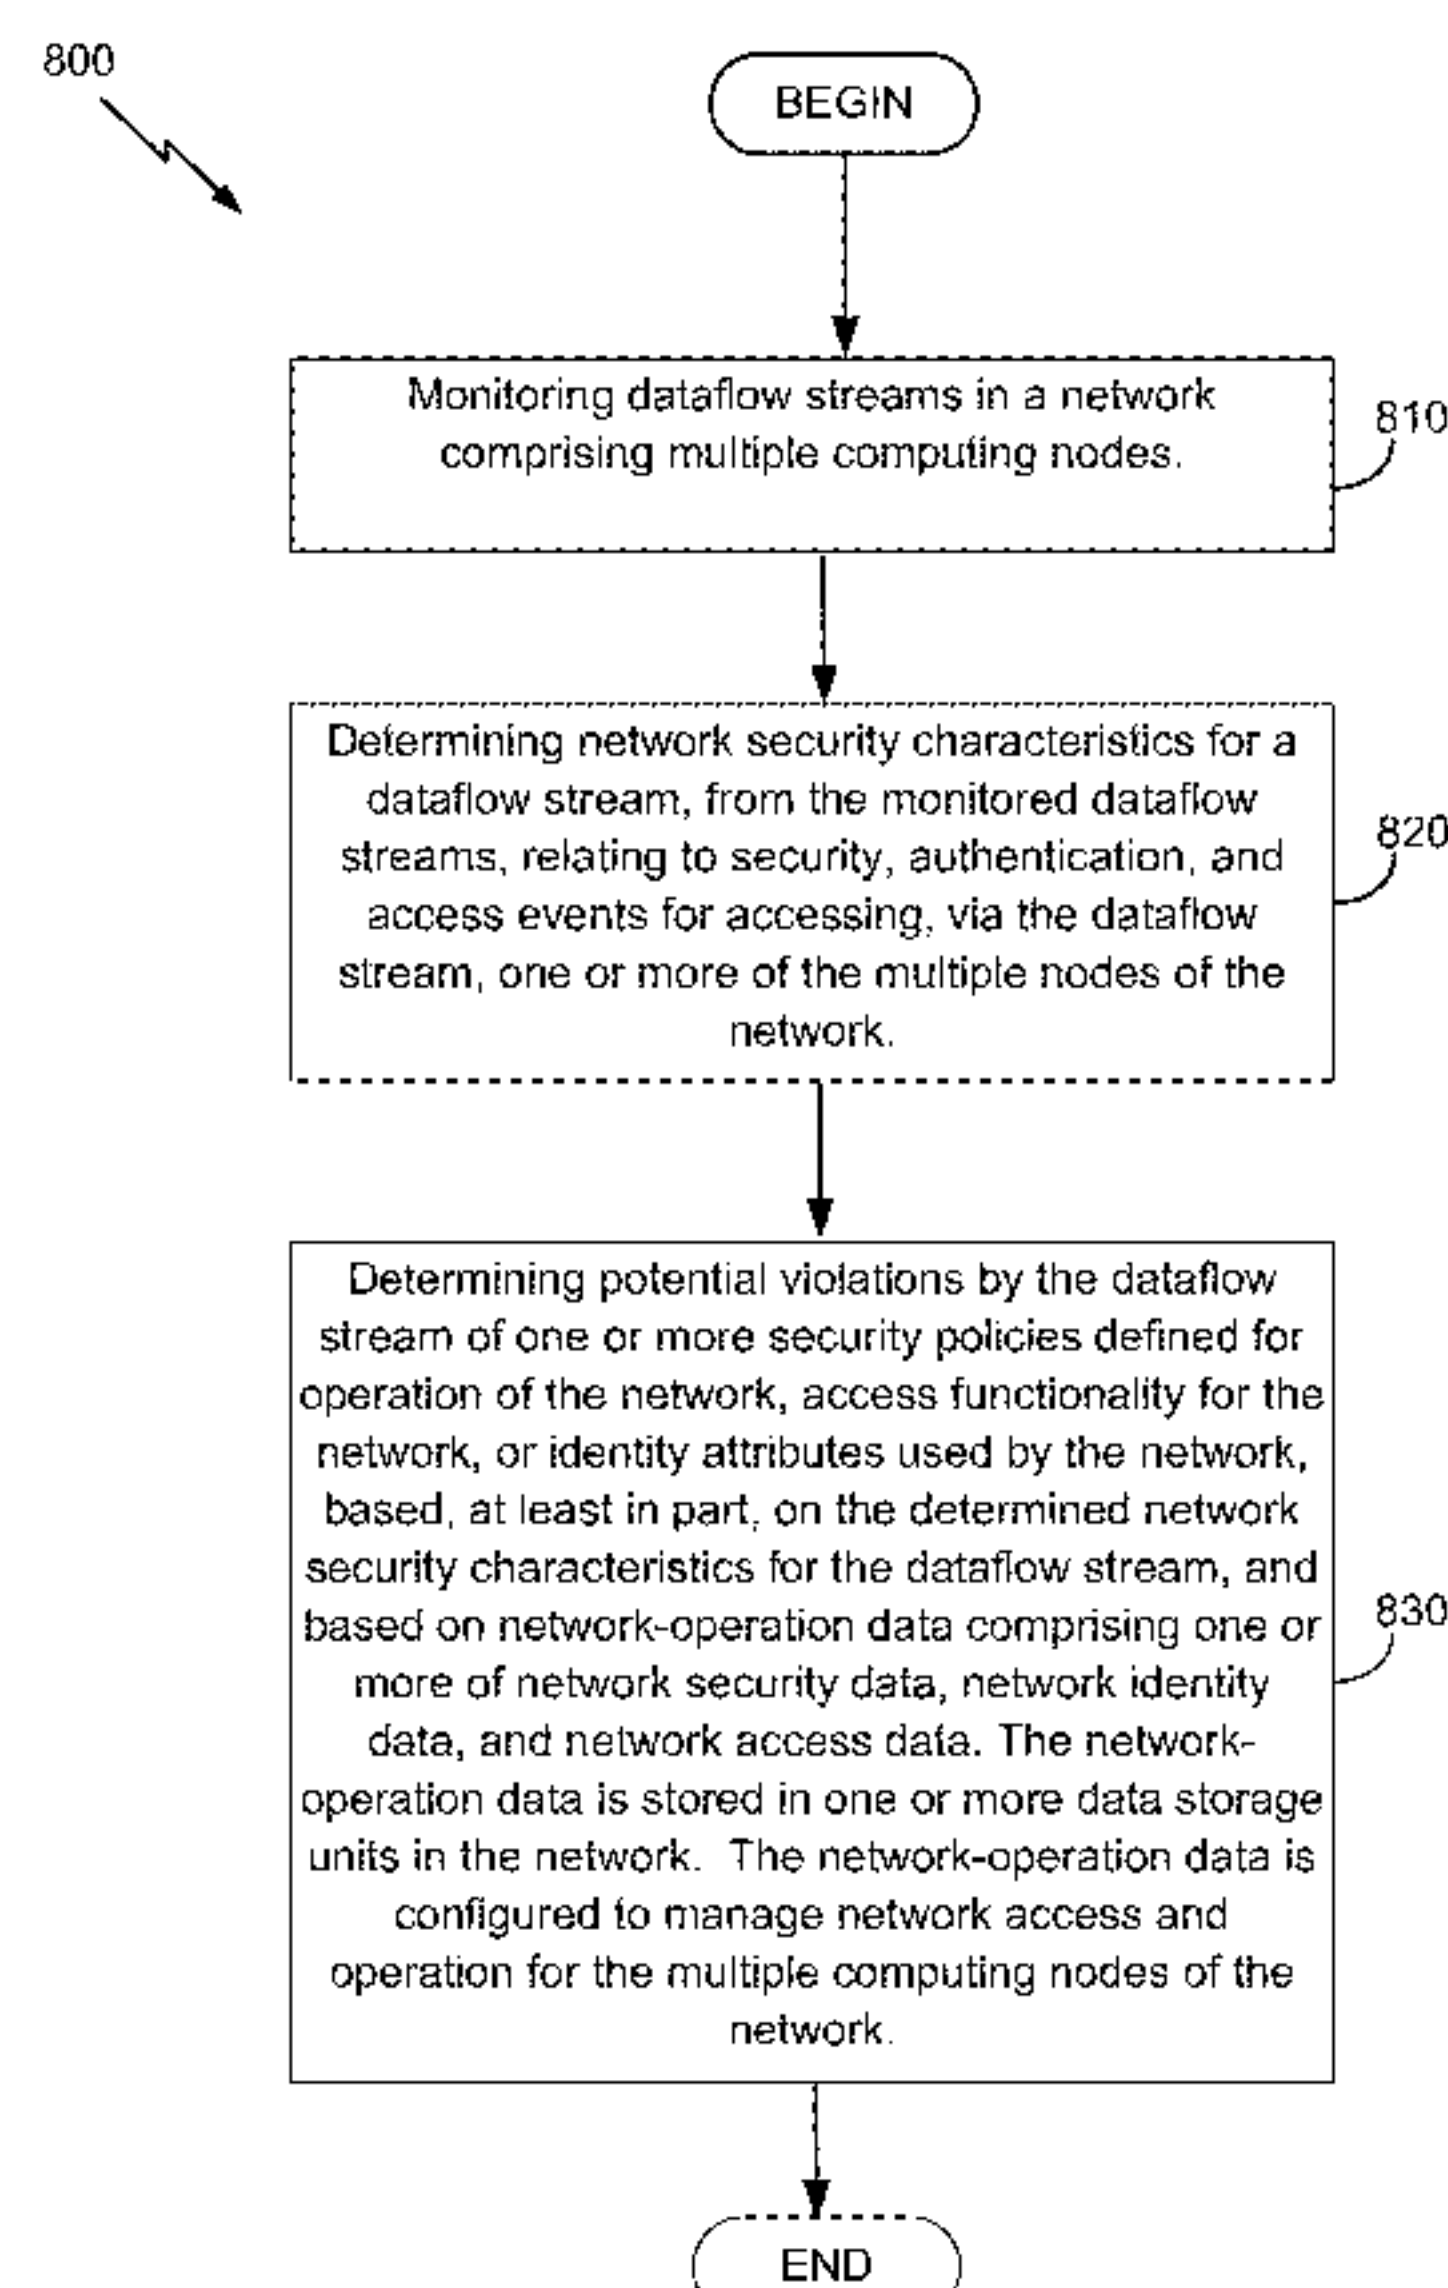 800
BEGIN
Monitoring dataflow streams in a network
comprising multiple computing nodes.
810
Determining network security characteristics for a
dataflow stream, from the monitored dataflow
streams, relating to security, authentication, and
access events for accessing, via the dataflow
stream, one or more of the multiple nodes of the
network.
820
Determining potential violations by the dataflow
stream of one or more security policies defined for
operation of the network, access functionality for the
network, or identity attributes used by the network,
based, at least in part, on the determined network
security characteristics for the dataflow stream, and
based on network-operation data comprising one or
more of network security data, network identity
data, and network access data. The network-
operation data is stored in one or more data storage
units in the network.  The network-operation data is
configured to manage network access and
operation for the multiple computing nodes of the
network.
830
END